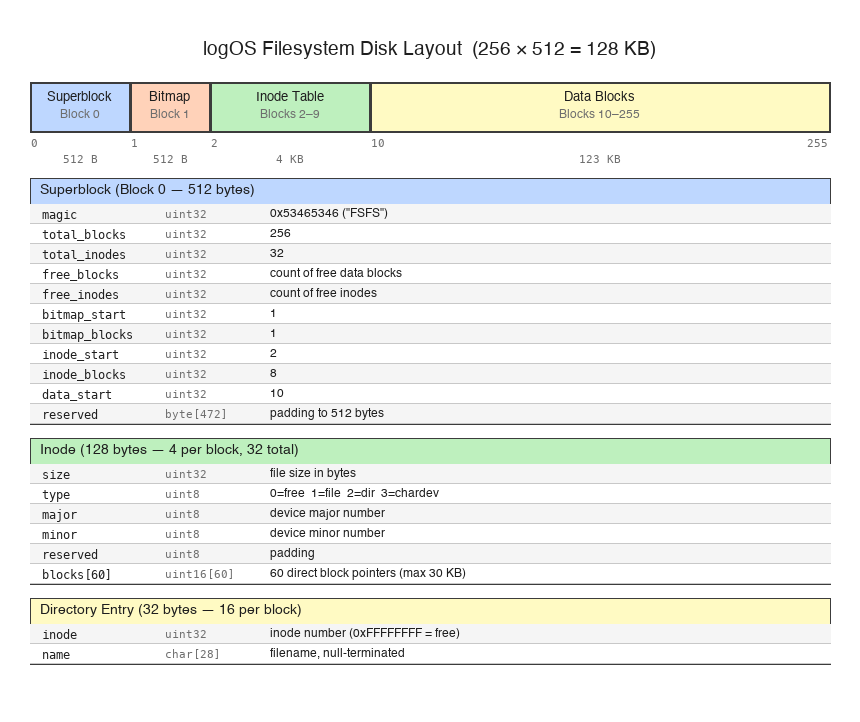 logOS Filesystem Disk Layout (256 × 512 = 128 KB)
Superblock Bitmap Inode Table Data Blocks
Block 0 Block 1 Blocks 2–9 Blocks 10–255
0 1 2 10 255
512 B 512 B 4 KB 123 KB
Superblock (Block 0 — 512 bytes)
magic uint32 0x53465346 ("FSFS")
total_blocks uint32 256
total_inodes uint32 32
free_blocks uint32 count of free data blocks
free_inodes uint32 count of free inodes
bitmap_start uint32 1
bitmap_blocks uint32 1
inode_start uint32 2
inode_blocks uint32 8
data_start uint32 10
reserved byte[472] padding to 512 bytes
Inode (128 bytes — 4 per block, 32 total)
size uint32 file size in bytes
type uint8 0=free 1=file 2=dir 3=chardev
major uint8 device major number
minor uint8 device minor number
reserved uint8 padding
blocks[60] uint16[60] 60 direct block pointers (max 30 KB)
Directory Entry (32 bytes — 16 per block)
inode uint32 inode number (0xFFFFFFFF = free)
name char[28] filename, null-terminated